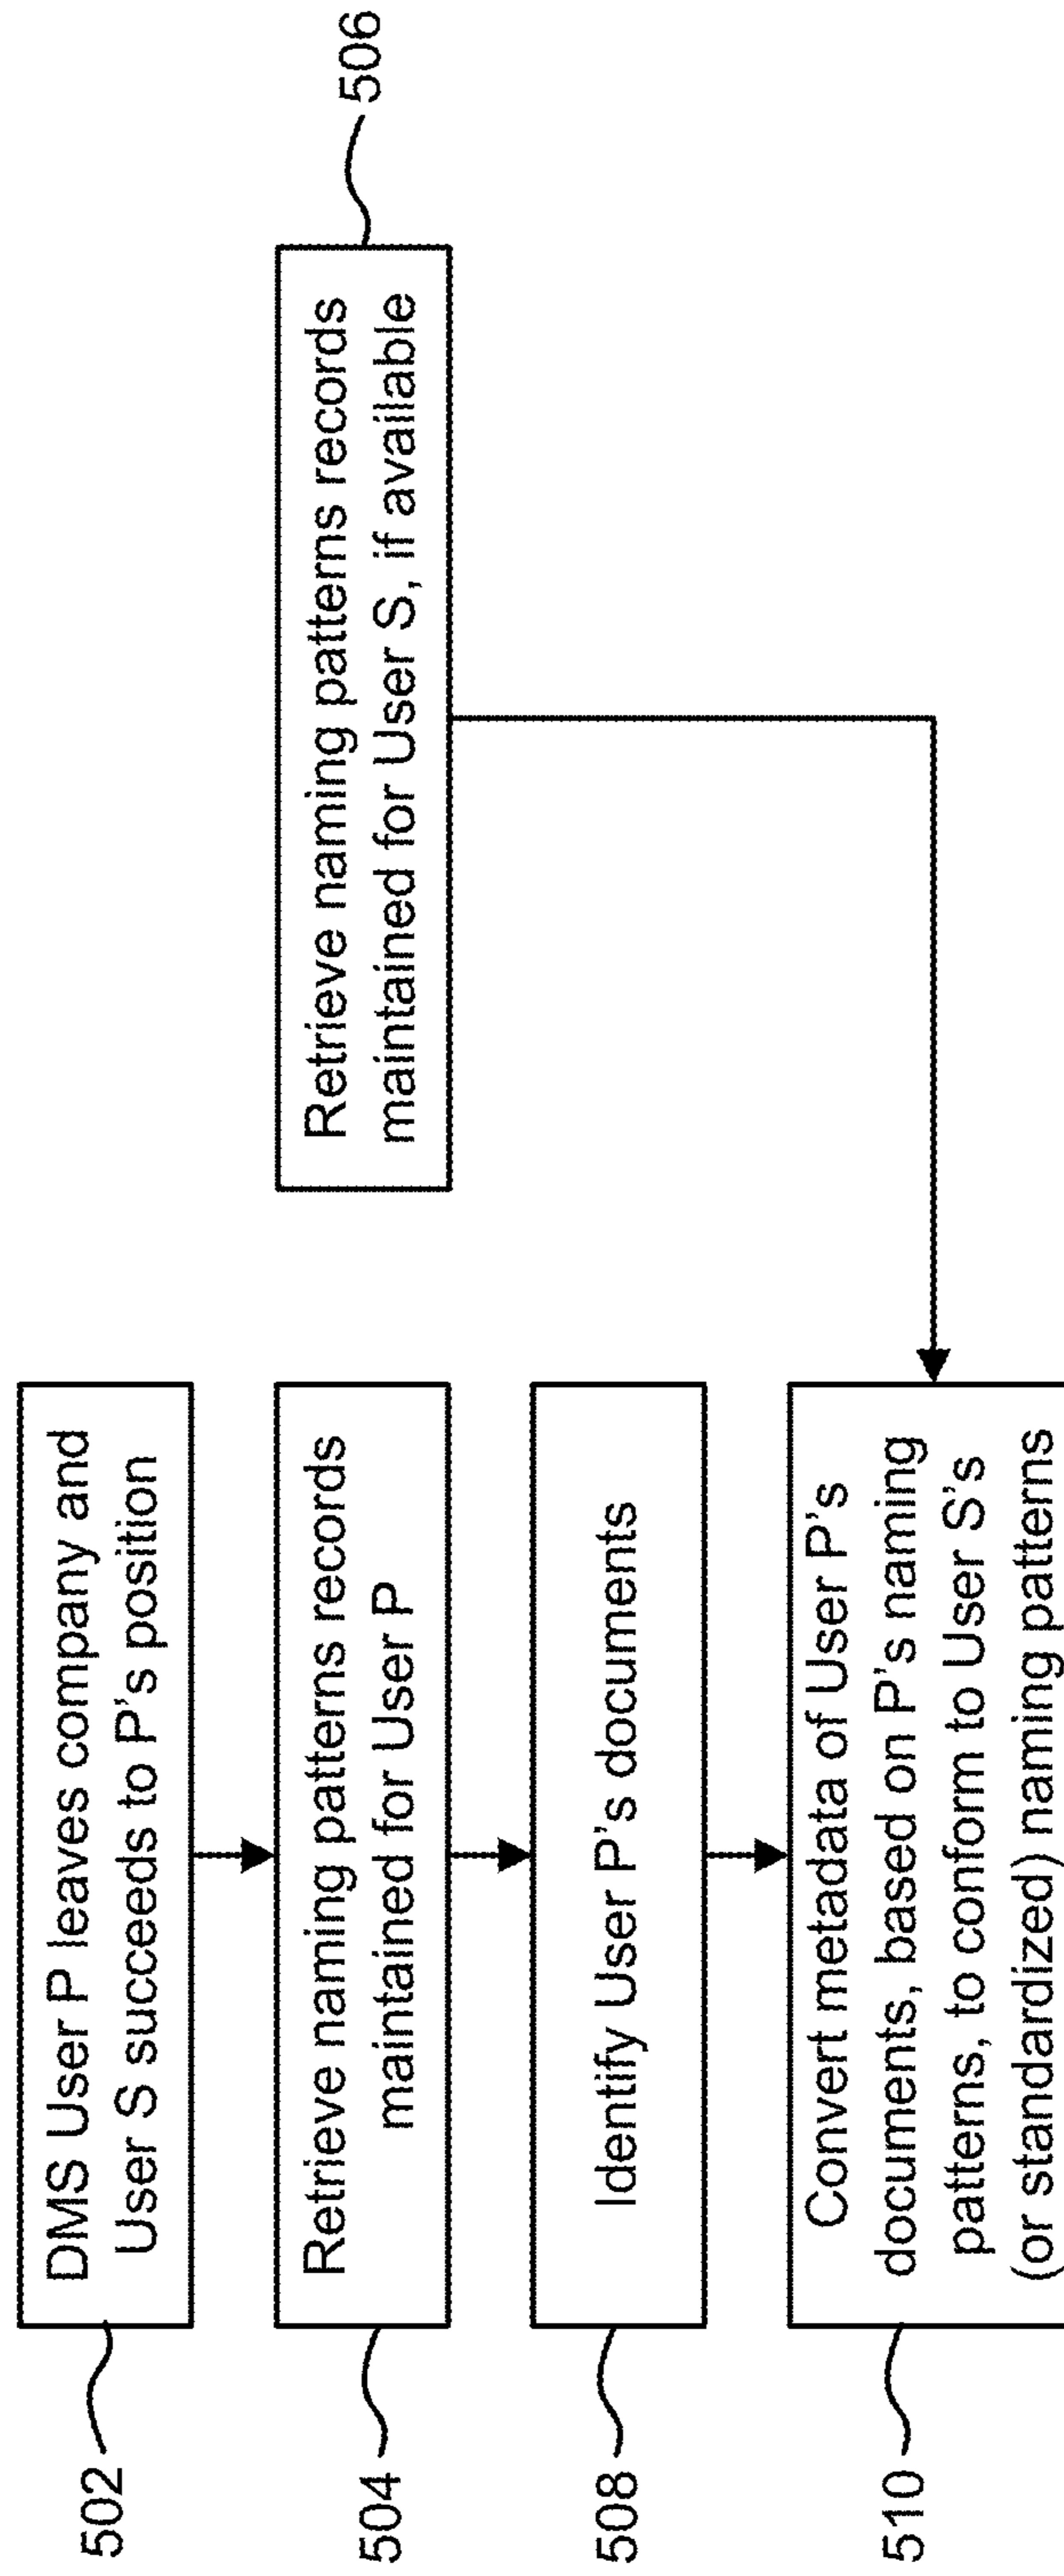 502
DMS User P leaves company and
User S succeeds to P's position
504
Retrieve naming patterns records
maintained for User P
506
Retrieve naming patterns records
maintained for User S, if available
508
Identify User P's documents
510
Convert metadata of User P's
documents, based on P's naming
patterns, to conform to User S's
(or standardized) naming patterns